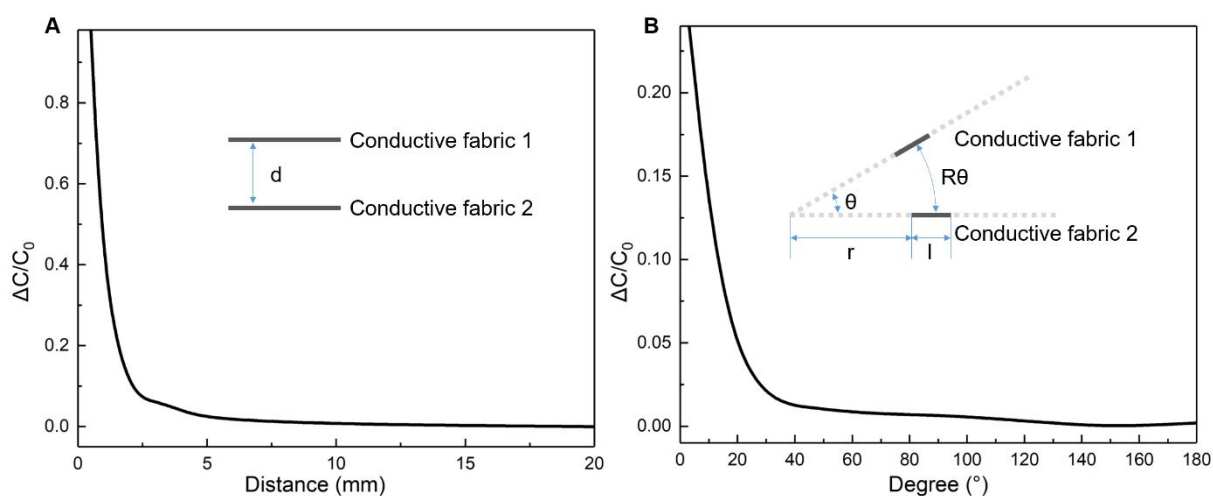 A
ΔC/C₀
0.8
0.6
0.4
0.2
0.0
0
5
10
15
20
Distance (mm)
Conductive fabric 1
d
Conductive fabric 2
B
ΔC/C₀
0.20
0.15
0.10
0.05
0.00
0
20
40
60
80
100
120
140
160
180
Degree (°)
Conductive fabric 1
Rθ
θ
Conductive fabric 2
r
l